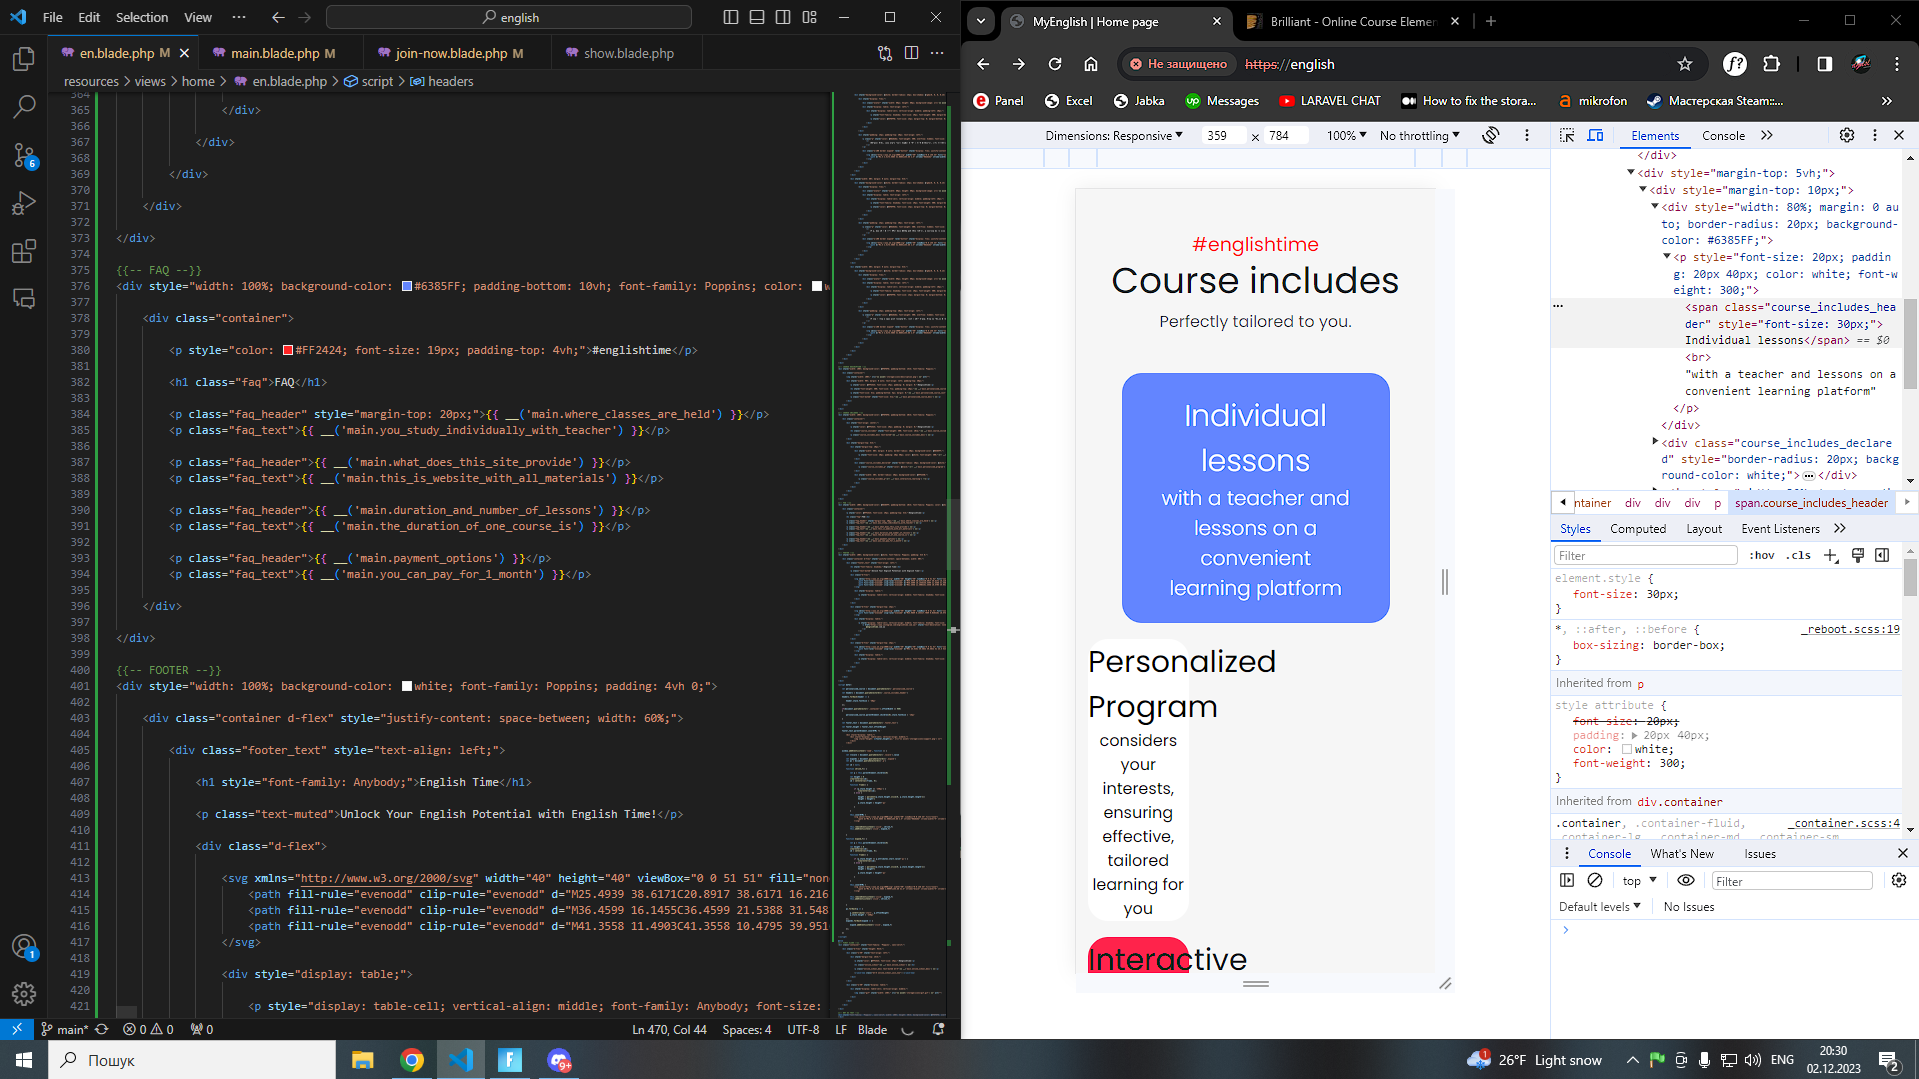 File Edit Selection View ··· english
en.blade.php M main.blade.php M join-now.blade.php M show.blade.php
resources > views > home > en.blade.php > script > headers
364
365 </div>
366
367 </div>
368
369 </div>
370
371 </div>
372
373 </div>
374
375 {{-- FAQ --}}
376 <div style="width: 100%; background-color: #6385FF; padding-bottom: 10vh; font-family: Poppins; color: w
377
378 <div class="container">
379
380 <p style="color: #FF2424; font-size: 19px; padding-top: 4vh;">#englishtime</p>
381
382 <h1 class="faq">FAQ</h1>
383
384 <p class="faq_header" style="margin-top: 20px;">{{ __('main.where_classes_are_held') }}</p>
385 <p class="faq_text">{{ __('main.you_study_individually_with_teacher') }}</p>
386
387 <p class="faq_header">{{ __('main.what_does_this_site_provide') }}</p>
388 <p class="faq_text">{{ __('main.this_is_website_with_all_materials') }}</p>
389
390 <p class="faq_header">{{ __('main.duration_and_number_of_lessons') }}</p>
391 <p class="faq_text">{{ __('main.the_duration_of_one_course_is') }}</p>
392
393 <p class="faq_header">{{ __('main.payment_options') }}</p>
394 <p class="faq_text">{{ __('main.you_can_pay_for_1_month') }}</p>
395
396 </div>
397
398 </div>
399
400 {{-- FOOTER --}}
401 <div style="width: 100%; background-color: white; font-family: Poppins; padding: 4vh 0;">
402
403 <div class="container d-flex" style="justify-content: space-between; width: 60%;">
404
405 <div class="footer_text" style="text-align: left;">
406
407 <h1 style="font-family: Anybody;">English Time</h1>
408
409 <p class="text-muted">Unlock Your English Potential with English Time!</p>
410
411 <div class="d-flex">
412
413 <svg xmlns="http://www.w3.org/2000/svg" width="40" height="40" viewBox="0 0 51 51" fill="non
414 <path fill-rule="evenodd" clip-rule="evenodd" d="M25.4939 38.6171C20.8917 38.6171 16.216
415 <path fill-rule="evenodd" clip-rule="evenodd" d="M36.4599 16.1455C36.4599 21.5388 31.548
416 <path fill-rule="evenodd" clip-rule="evenodd" d="M41.3558 11.4903C41.3558 10.4795 39.951
417 </svg>
418
419 <div style="display: table;">
420
421 <p style="display: table-cell; vertical-align: middle; font-family: Anybody; font-size:
6
1
main* 0 0 0 Ln 470, Col 44 Spaces: 4 UTF-8 LF Blade
MyEnglish | Home page Brilliant - Online Course Elemen
Не защищено https://english f?
Panel Excel Jabka Messages LARAVEL CHAT How to fix the stora... mikrofon Мастерская Steam::... »
Dimensions: Responsive 359 × 784 100% No throttling
#englishtime
Course includes
Perfectly tailored to you.
Individual
lessons
with a teacher and
lessons on a
convenient
learning platform
Personalized
Program
considers
your
interests,
ensuring
effective,
tailored
learning for
you
Interactive
Elements Console »
</div>
<div style="margin-top: 5vh;">
<div style="margin-top: 10px;">
<div style="width: 80%; margin: 0 au
to; border-radius: 20px; background-
color: #6385FF;">
<p style="font-size: 20px; paddin
g: 20px 40px; color: white; font-w
eight: 300;">
··· <span class="course_includes_hea
der" style="font-size: 30px;">
Individual lessons</span> == $0
<br>
"with a teacher and lessons on a
convenient learning platform"
</p>
</div>
<div class="course_includes_declare
d" style="border-radius: 20px; backg
round-color: white;"> ··· </div>
ntainer div div div p span.course_includes_header
Styles Computed Layout Event Listeners »
Filter :hov .cls
element.style {
font-size: 30px;
}
*, ::after, ::before { _reboot.scss:19
box-sizing: border-box;
}
Inherited from p
style attribute {
font-size: 20px;
padding: 20px 40px;
color: white;
font-weight: 300;
}
Inherited from div.container
.container, .container-fluid, _container.scss:4
.container-lg, .container-md, .container-sm,
Console What's New Issues
top Filter
Default levels No Issues
Пошук 9+ 1 26°F Light snow ENG 20:30
02.12.2023 2